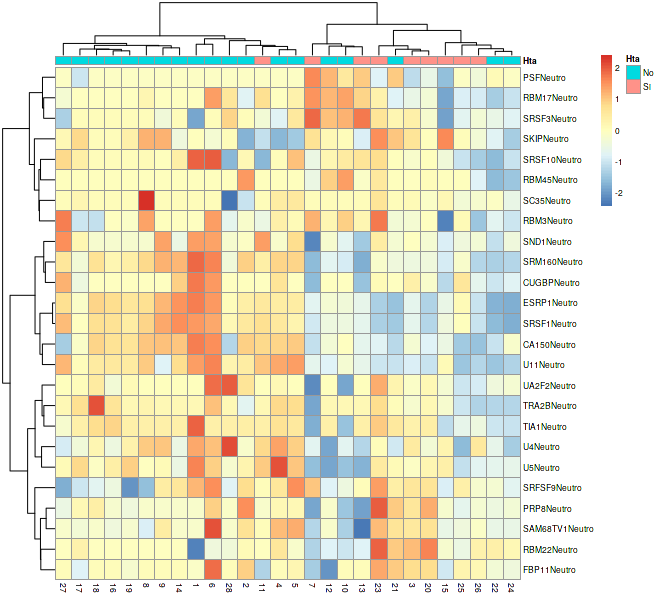 Hta
PSFNeutro
RBM17Neutro
SRSF3Neutro
SKIPNeutro
SRSF10Neutro
RBM45Neutro
SC35Neutro
RBM3Neutro
SND1Neutro
SRM160Neutro
CUGBPNeutro
ESRP1Neutro
SRSF1Neutro
CA150Neutro
U11Neutro
UA2F2Neutro
TRA2BNeutro
TIA1Neutro
U4Neutro
U5Neutro
SRFSF9Neutro
PRP8Neutro
SAM68TV1Neutro
RBM22Neutro
FBP11Neutro
27 17 18 16 19 8 9 14 1 6 28 2 11 4 5 7 12 10 13 23 21 3 20 15 25 26 22 24
2
1
0
-1
-2
Hta
No
SI